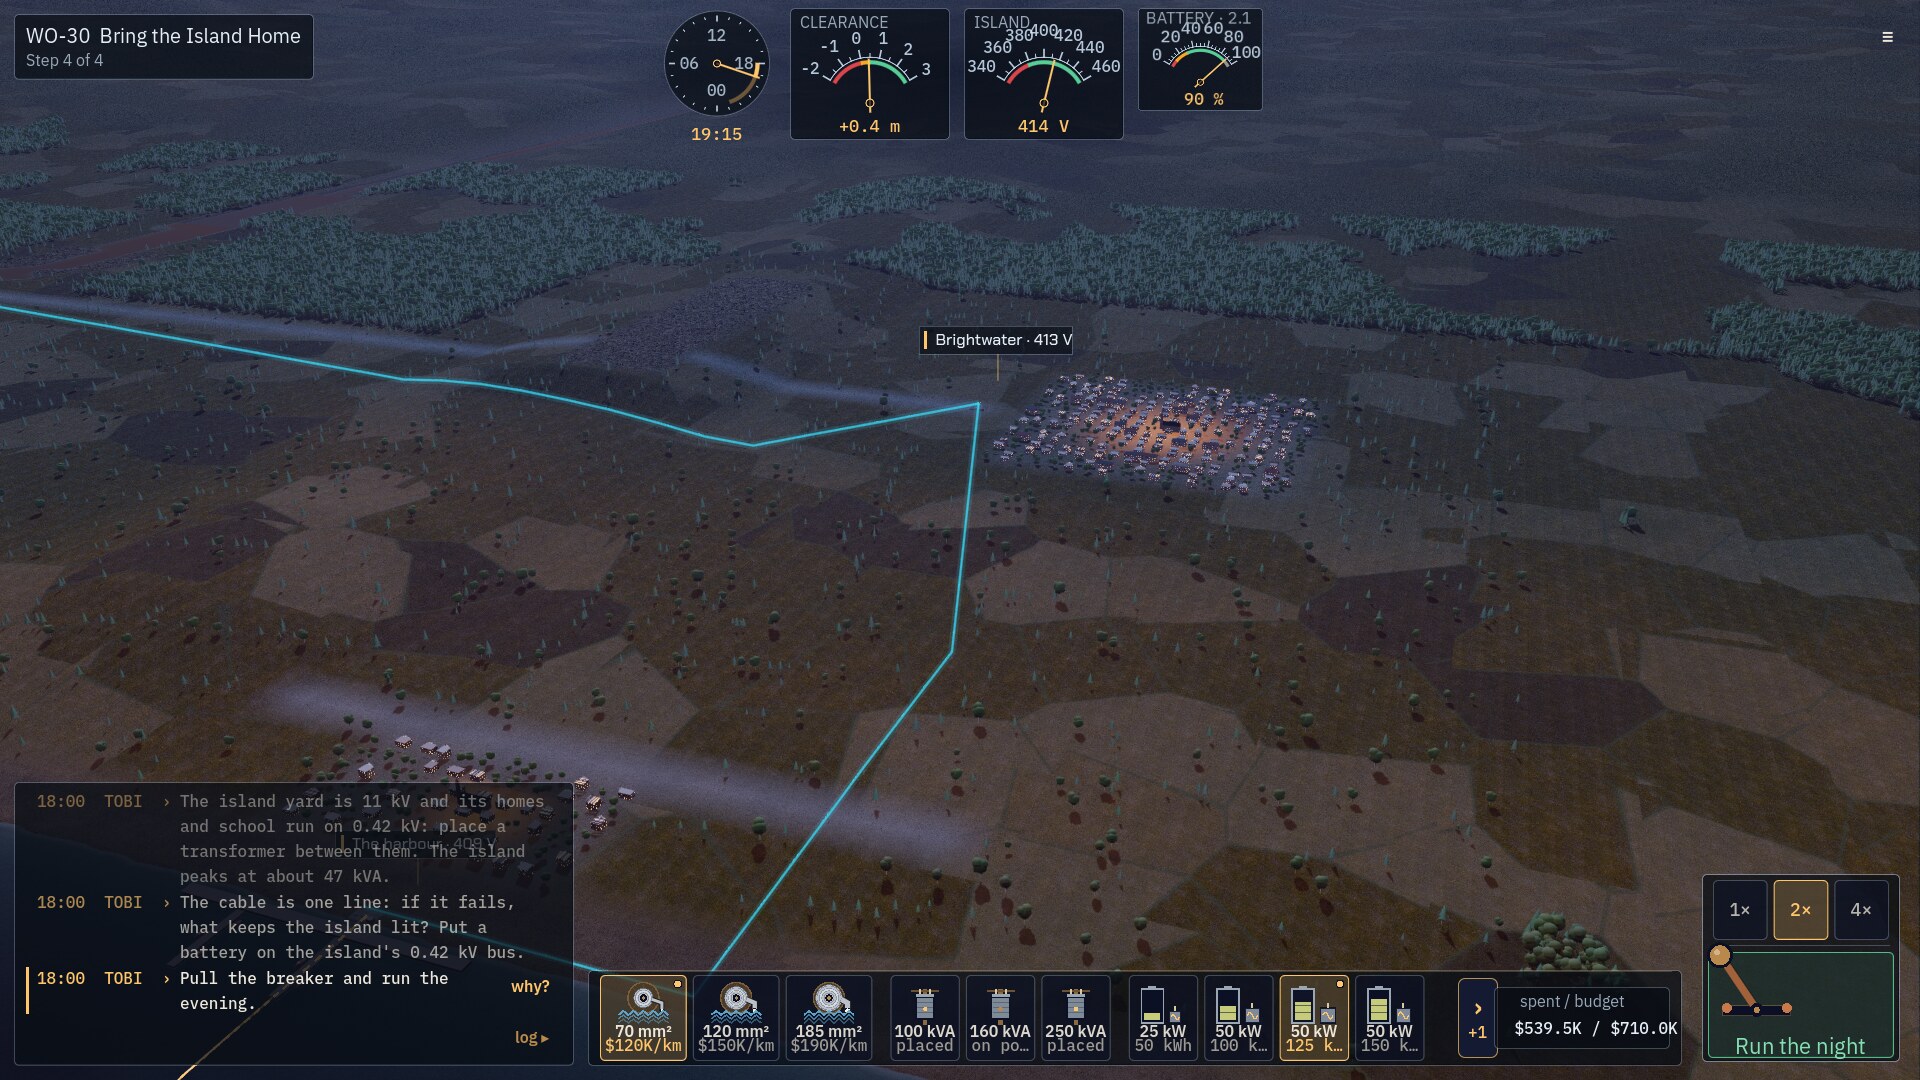 WO-30 Bring the Island Home
Step 4 of 4
12
06
18
00
19:15
CLEARANCE
-2
-1
0
1
2
3
+0.4 m
ISLAND
340
360
380
400
420
440
460
414 V
BATTERY · 2.1
0
20
40
60
80
100
90 %
≡
Brightwater · 413 V
18:00 TOBI › The island yard is 11 kV and its homes
and school run on 0.42 kV: place a
transformer between them. The island
peaks at about 47 kVA.
The harbour · 409 V
18:00 TOBI › The cable is one line: if it fails,
what keeps the island lit? Put a
battery on the island's 0.42 kV bus.
18:00 TOBI › Pull the breaker and run the
evening.
why?
log ▸
70 mm²
$120K/km
120 mm²
$150K/km
185 mm²
$190K/km
100 kVA
placed
160 kVA
on po…
250 kVA
placed
25 kW
50 kWh
50 kW
100 k…
50 kW
125 k…
50 kW
150 k…
›
+1
spent / budget
$539.5K / $710.0K
1×
2×
4×
Run the night